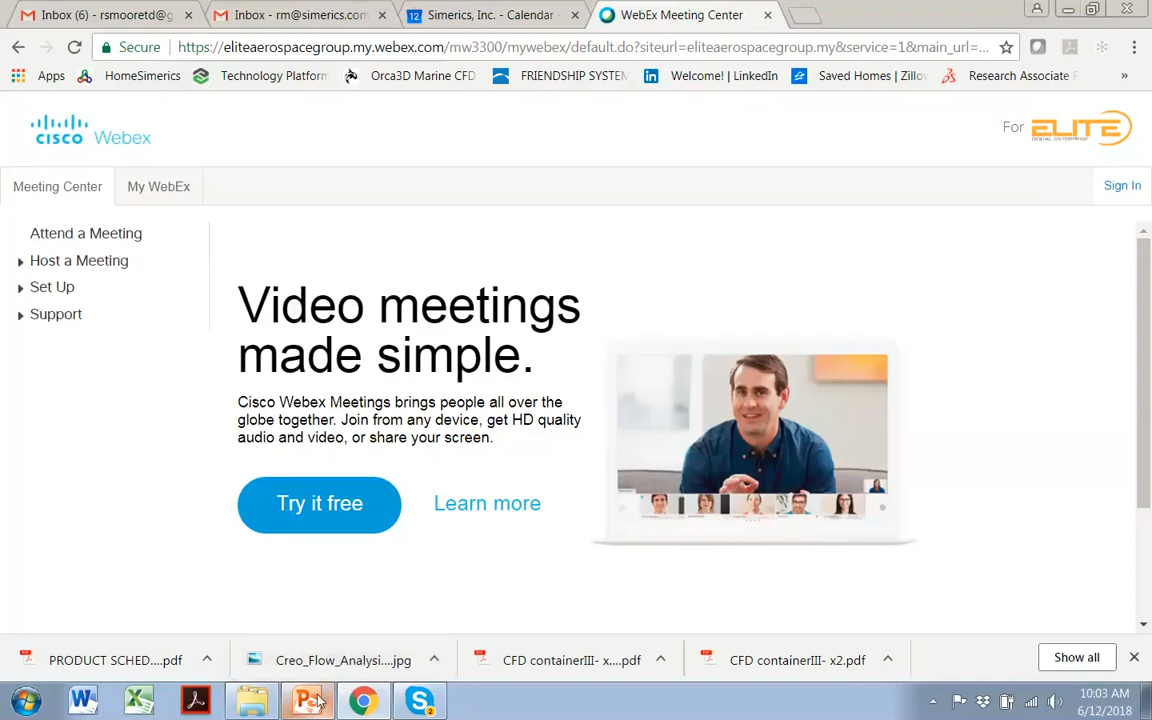 Inbox (6) - rsmooretd@g
Inbox - rm@simerics.com
12 Simerics, Inc. - Calendar
WebEx Meeting Center
Secure https://eliteaerospacegroup.my.webex.com/mw3300/mywebex/default.do?siteurl=eliteaerospacegroup.my&service=1&main_url=...
Apps HomeSimerics Technology Platform Orca3D Marine CFD FRIENDSHIP SYSTEM Welcome! | LinkedIn Saved Homes | Zillo Research Associate »
CISCO Webex
For ELITE
DIGITAL ENTERPRISE
Meeting Center My WebEx Sign In
Attend a Meeting
Host a Meeting
Set Up
Support
Video meetings
made simple.
Cisco Webex Meetings brings people all over the
globe together. Join from any device, get HD quality
audio and video, or share your screen.
Try it free Learn more
PRODUCT SCHED....pdf Creo_Flow_Analysi....jpg CFD containerIII- x....pdf CFD containerIII- x2.pdf Show all
10:03 AM
6/12/2018